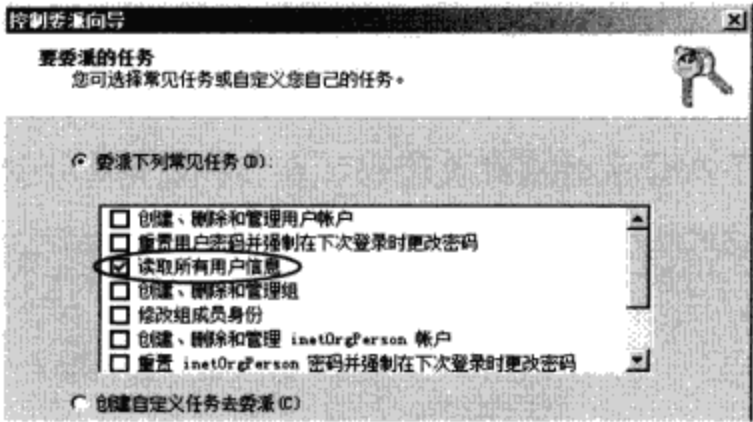 控制委派向导
要委派的任务
您可选择常见任务或自定义您自己的任务。
委派下列常见任务(D):
创建、删除和管理用户帐户
重置用户密码并强制在下次登录时更改密码
读取所有用户信息
创建、删除和管理组
修改组成员身份
创建、删除和管理 inetOrgPerson 帐户
重置 inetOrgPerson 密码并强制在下次登录时更改密码
创建自定义任务去委派(C)